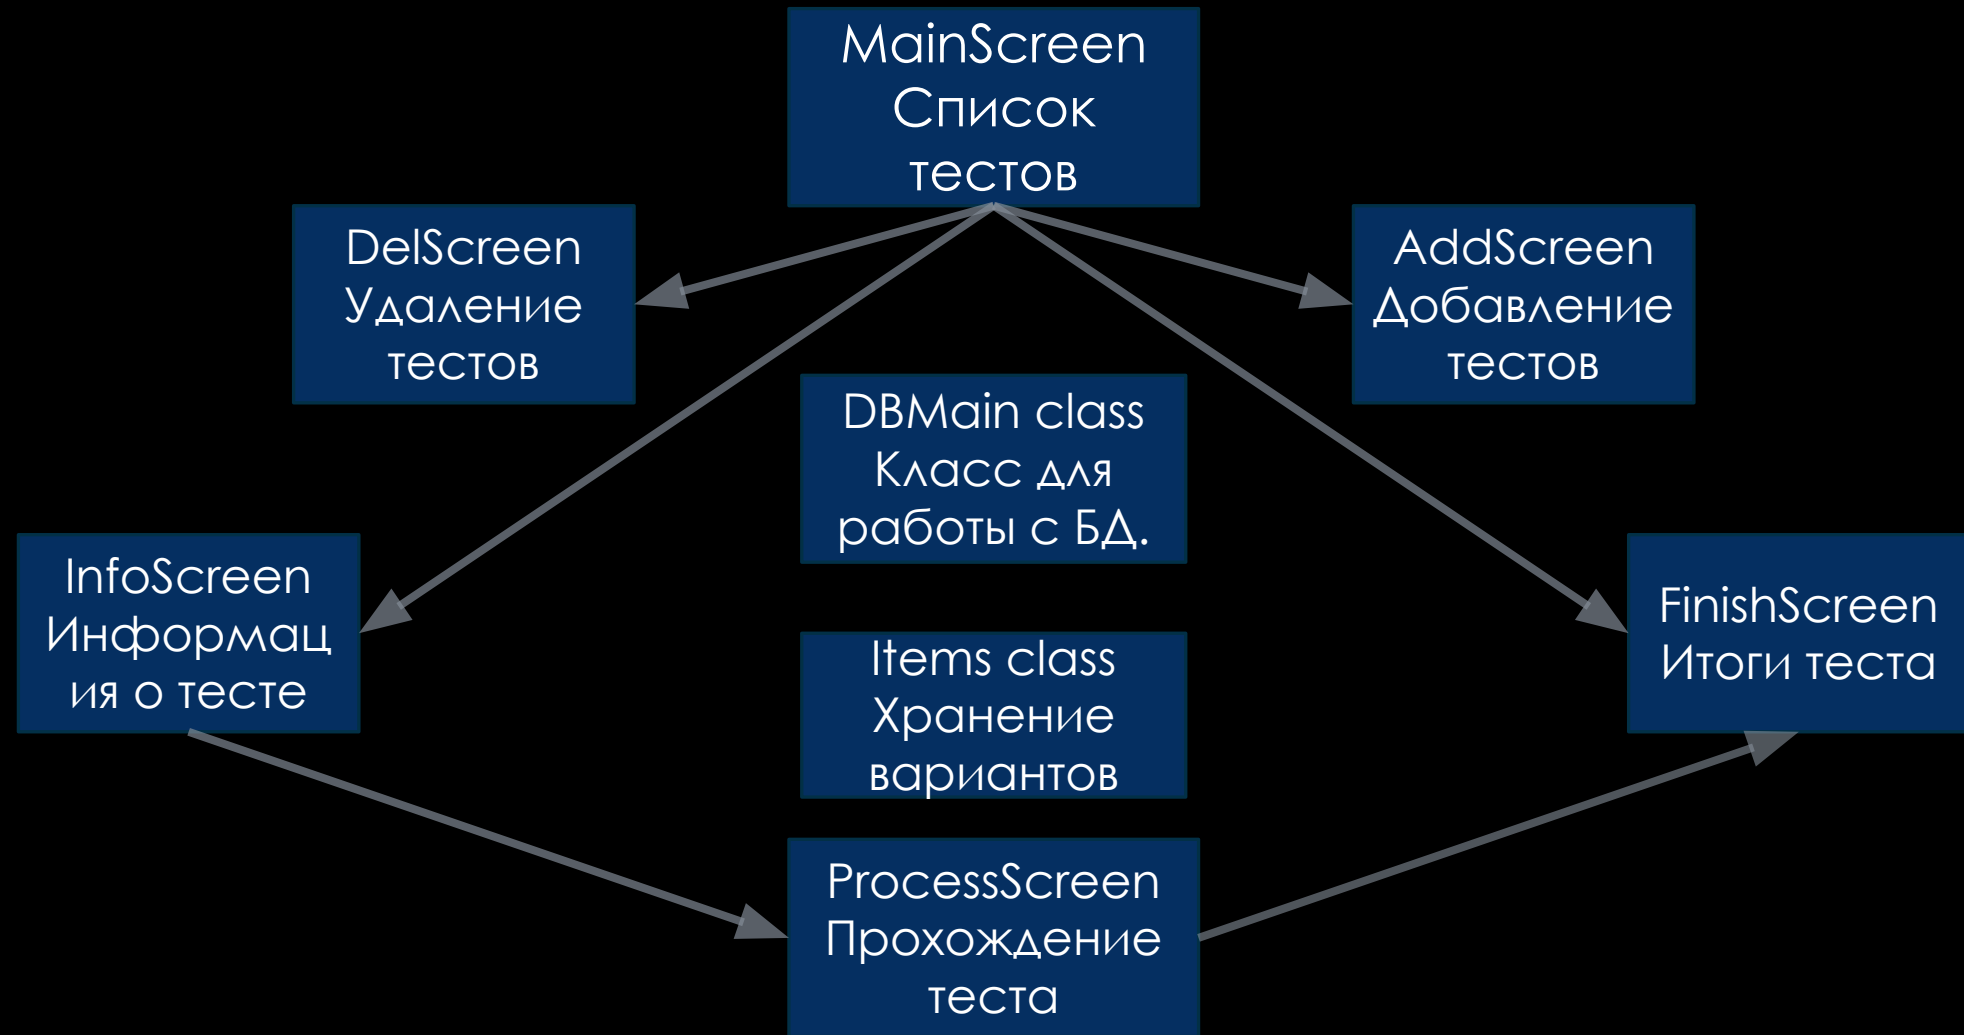 MainScreen
Список
тестов
DelScreen
Удаление
тестов
AddScreen
Добавление
тестов
DBMain class
Класс для
работы с БД.
InfoScreen
Информац
ия о тесте
FinishScreen
Итоги теста
Items class
Хранение
вариантов
ProcessScreen
Прохождение
теста